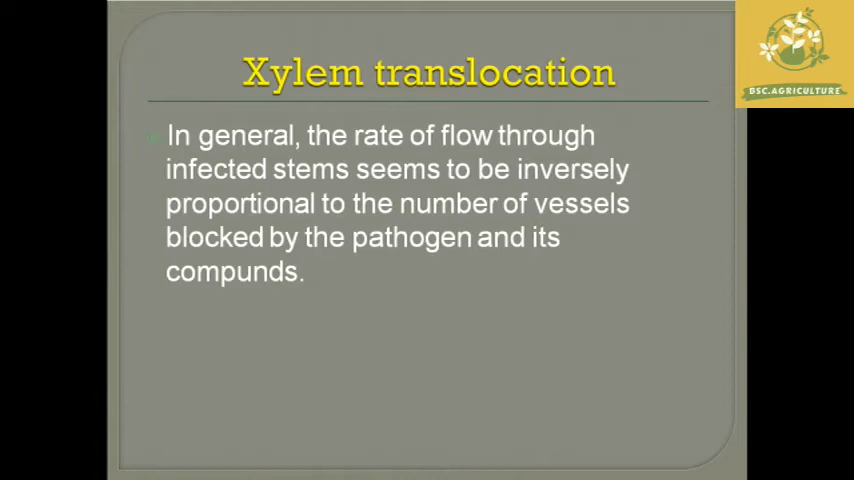 Xylem translocation
In general, the rate of flow through
infected stems seems to be inversely
proportional to the number of vessels
blocked by the pathogen and its
compunds.
BSC.AGRICULTURE